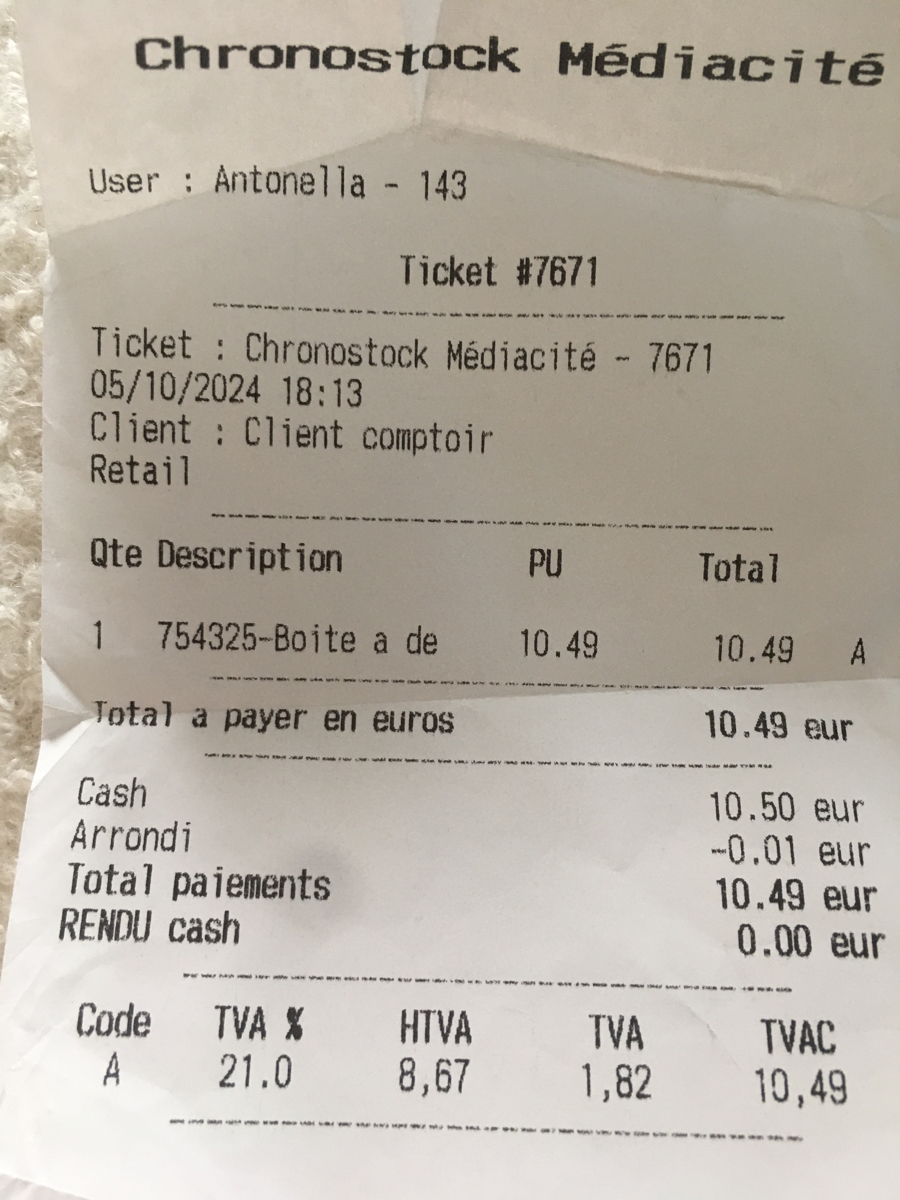 Chronostock Médiacité
User : Antonella - 143
Ticket #7671
Ticket : Chronostock Médiacité - 7671
05/10/2024 18:13
Client : Client comptoir
Retail
Qte Description PU Total
1 754325-Boite a de 10.49 10.49 A
Total a payer en euros 10.49 eur
Cash 10.50 eur
Arrondi -0.01 eur
Total paiements 10.49 eur
RENDU cash 0.00 eur
Code TVA % HTVA TVA TVAC
A 21.0 8,67 1,82 10,49